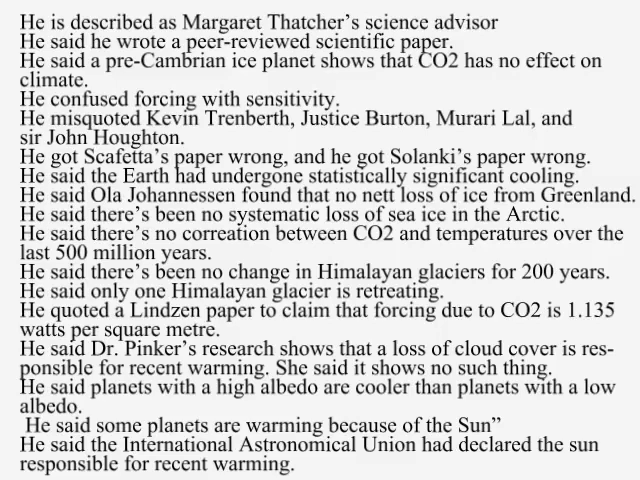 He is described as Margaret Thatcher’s science advisor
He said he wrote a peer-reviewed scientific paper.
He said a pre-Cambrian ice planet shows that CO2 has no effect on
climate.
He confused forcing with sensitivity.
He misquoted Kevin Trenberth, Justice Burton, Murari Lal, and
sir John Houghton.
He got Scafetta’s paper wrong, and he got Solanki’s paper wrong.
He said the Earth had undergone statistically significant cooling.
He said Ola Johannessen found that no nett loss of ice from Greenland.
He said there’s been no systematic loss of sea ice in the Arctic.
He said there’s no correation between CO2 and temperatures over the
last 500 million years.
He said there’s been no change in Himalayan glaciers for 200 years.
He said only one Himalayan glacier is retreating.
He quoted a Lindzen paper to claim that forcing due to CO2 is 1.135
watts per square metre.
He said Dr. Pinker’s research shows that a loss of cloud cover is res-
ponsible for recent warming. She said it shows no such thing.
He said planets with a high albedo are cooler than planets with a low
albedo.
He said some planets are warming because of the Sun”
He said the International Astronomical Union had declared the sun
responsible for recent warming.